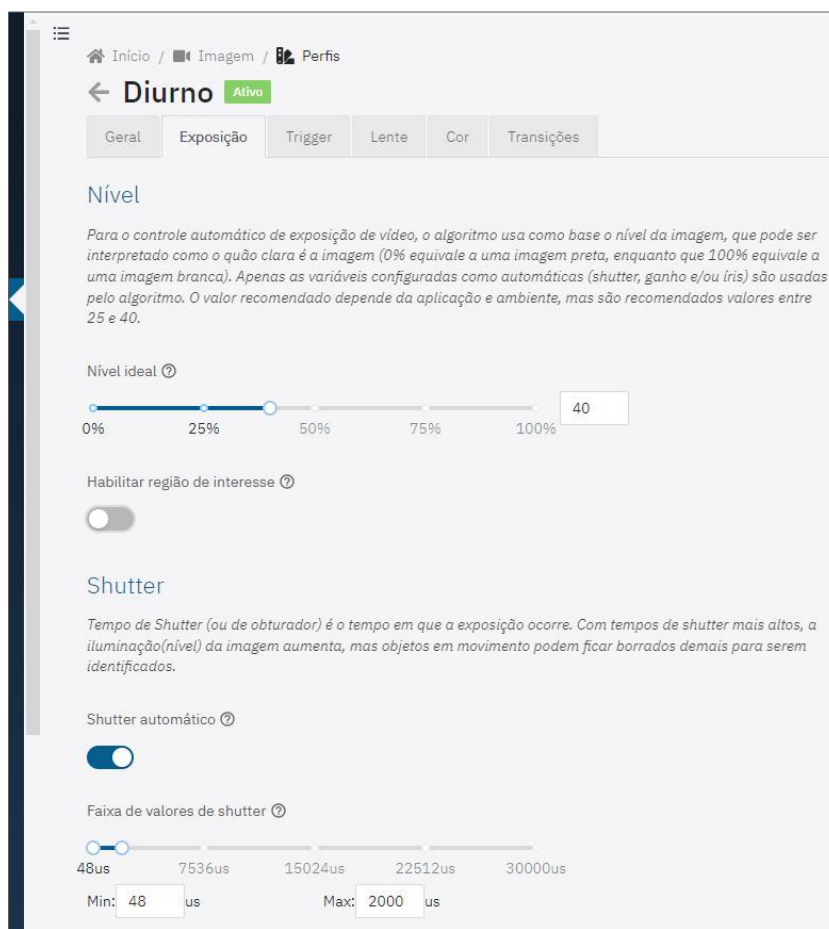 Início / Imagem / Perfis
Diurno Ativo
Geral Exposição Trigger Lente Cor Transições
Nível
Para o controle automático de exposição de vídeo, o algoritmo usa como base o nível da imagem, que pode ser
interpretado como o quão clara é a imagem (0% equivale a uma imagem preta, enquanto que 100% equivale a
uma imagem branca). Apenas as variáveis configuradas como automáticas (shutter, ganho e/ou íris) são usadas
pelo algoritmo. O valor recomendado depende da aplicação e ambiente, mas são recomendados valores entre
25 e 40.
Nível ideal
40
0% 25% 50% 75% 100%
Habilitar região de interesse
Shutter
Tempo de Shutter (ou de obturador) é o tempo em que a exposição ocorre. Com tempos de shutter mais altos, a
iluminação(nível) da imagem aumenta, mas objetos em movimento podem ficar borrados demais para serem
identificados.
Shutter automático
Faixa de valores de shutter
48us 7536us 15024us 22512us 30000us
Min: 48 us Max: 2000 us